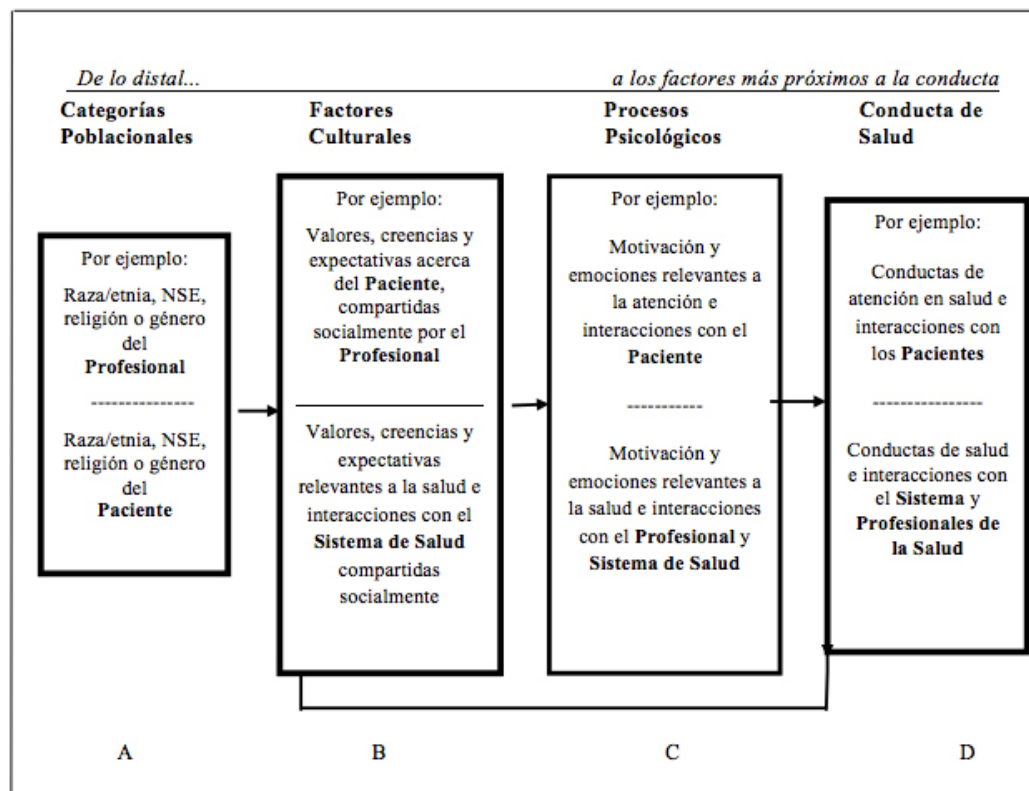 De lo distal...
a los factores más próximos a la conducta
Categorías
Poblacionales
Factores
Culturales
Procesos
Psicológicos
Conducta de
Salud
Por ejemplo:
Raza/etnia, NSE,
religión o género
del
Profesional
---------------
Raza/etnia, NSE,
religión o género
del
Paciente
Por ejemplo:
Valores, creencias y
expectativas acerca
del Paciente,
compartidas
socialmente por el
Profesional
Valores, creencias y
expectativas
relevantes a la salud e
interacciones con el
Sistema de Salud
compartidas
socialmente
Por ejemplo:
Motivación y
emociones relevantes a
la atención e
interacciones con el
Paciente
-----------
Motivación y
emociones relevantes a
la salud e interacciones
con el Profesional y
Sistema de Salud
Por ejemplo:
Conductas de
atención en salud e
interacciones con
los Pacientes
----------------
Conductas de salud
e interacciones con
el Sistema y
Profesionales de
la Salud
A
B
C
D